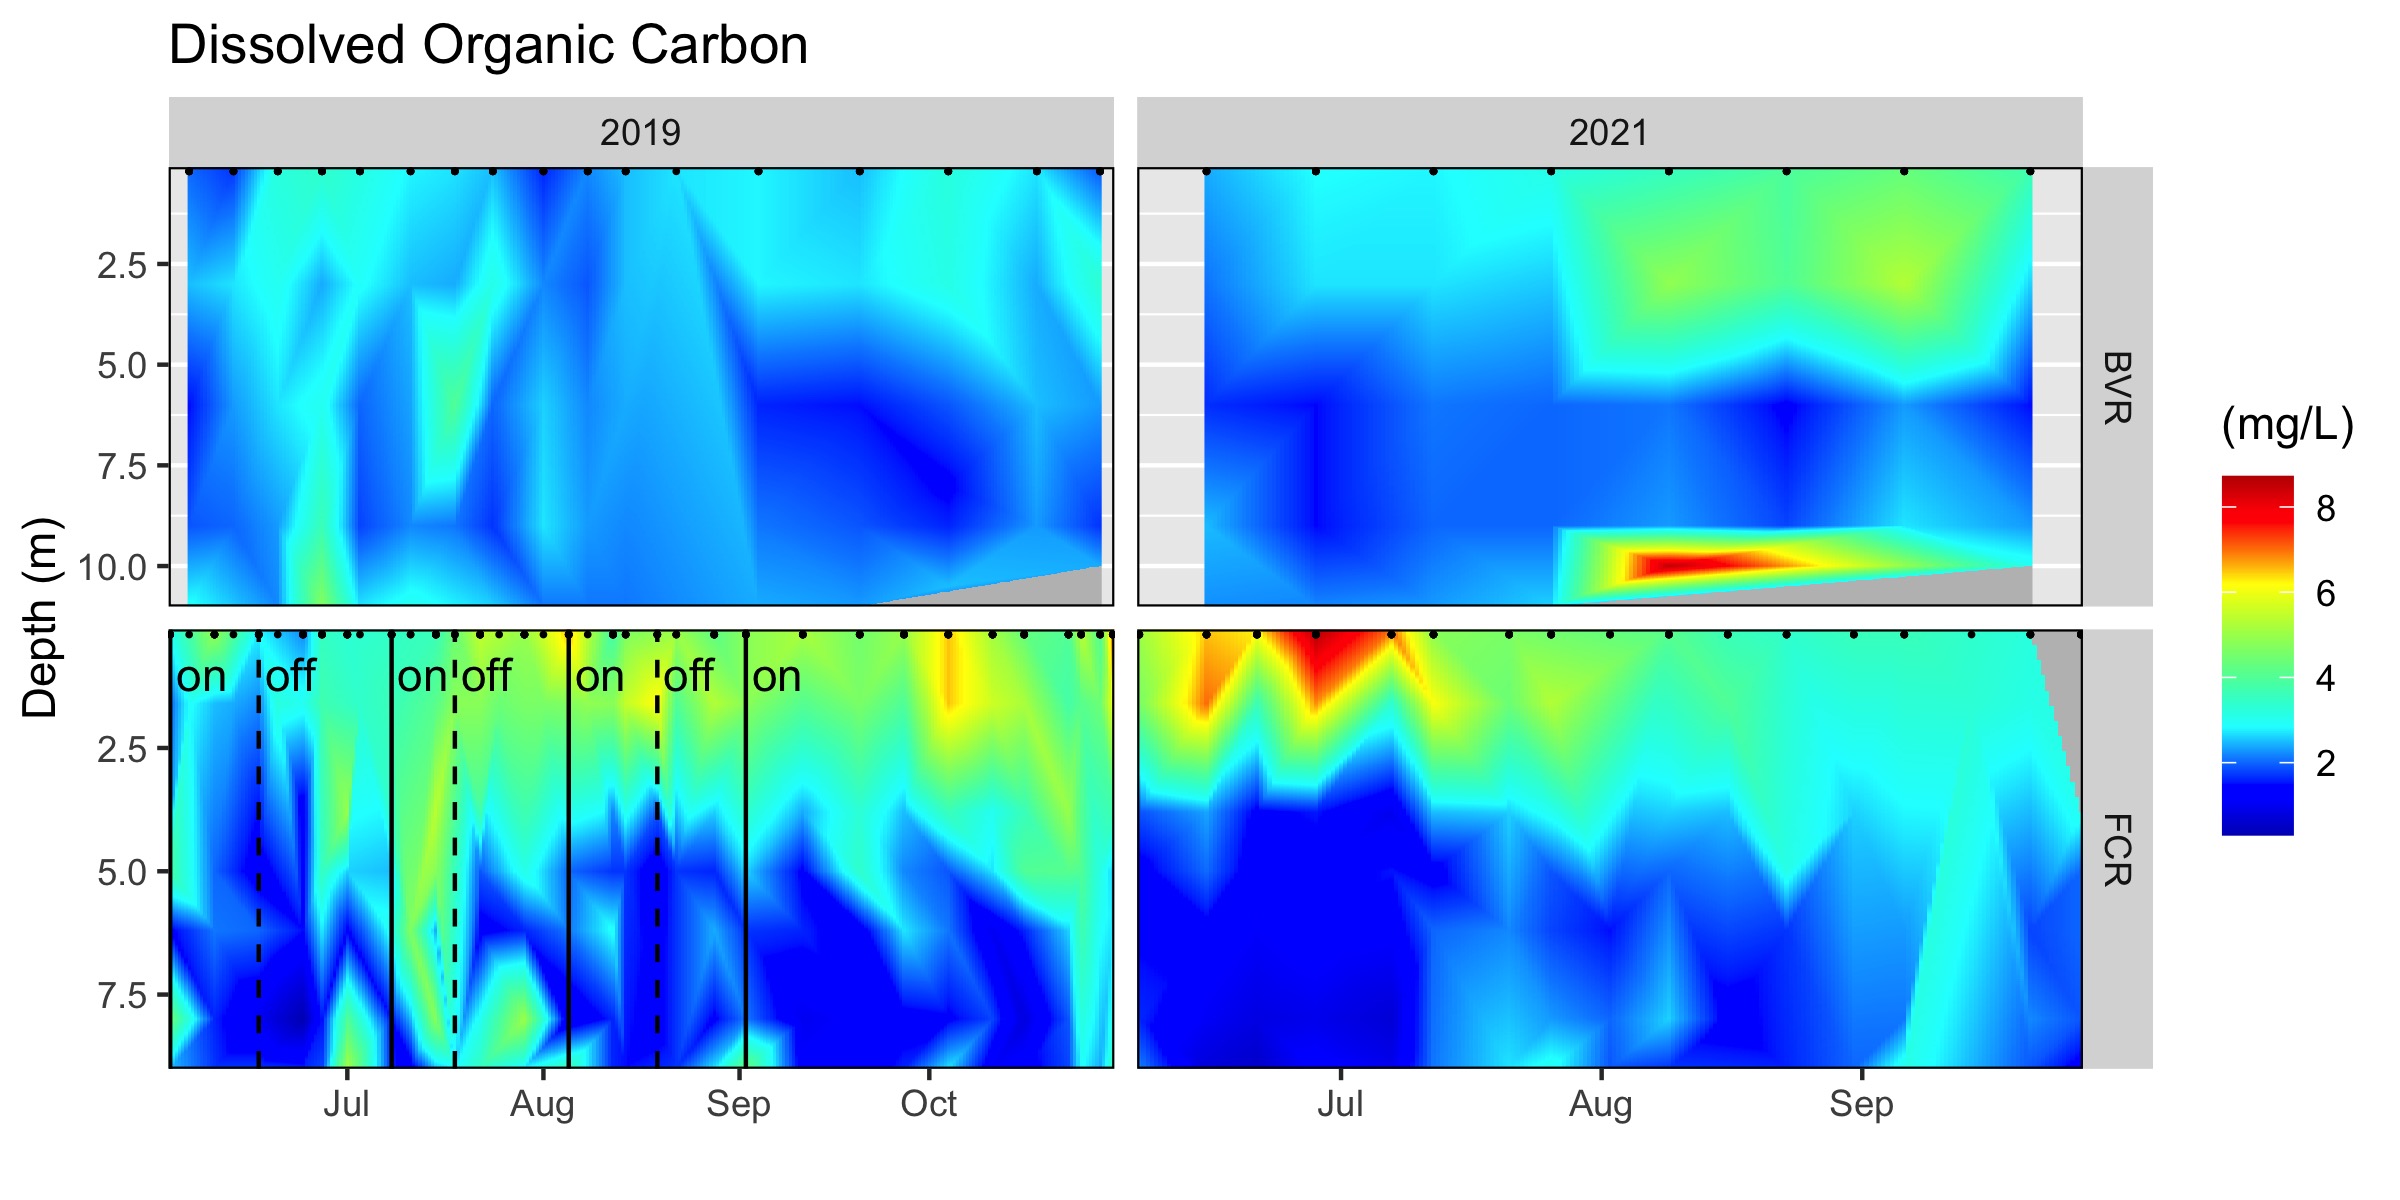 Dissolved Organic Carbon
2019
2021
2.5
5.0
7.5
10.0
BVR
Depth (m)
on
off
on
off
on
off
on
2.5
5.0
7.5
FCR
Jul
Aug
Sep
Oct
Jul
Aug
Sep
(mg/L)
8
6
4
2